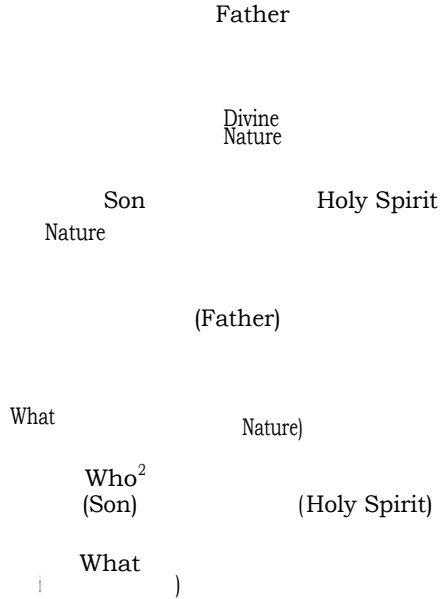 Father
Divine
Nature
Son Holy Spirit
Nature
(Father)
What
Nature)
Who²
(Son) (Holy Spirit)
What
)